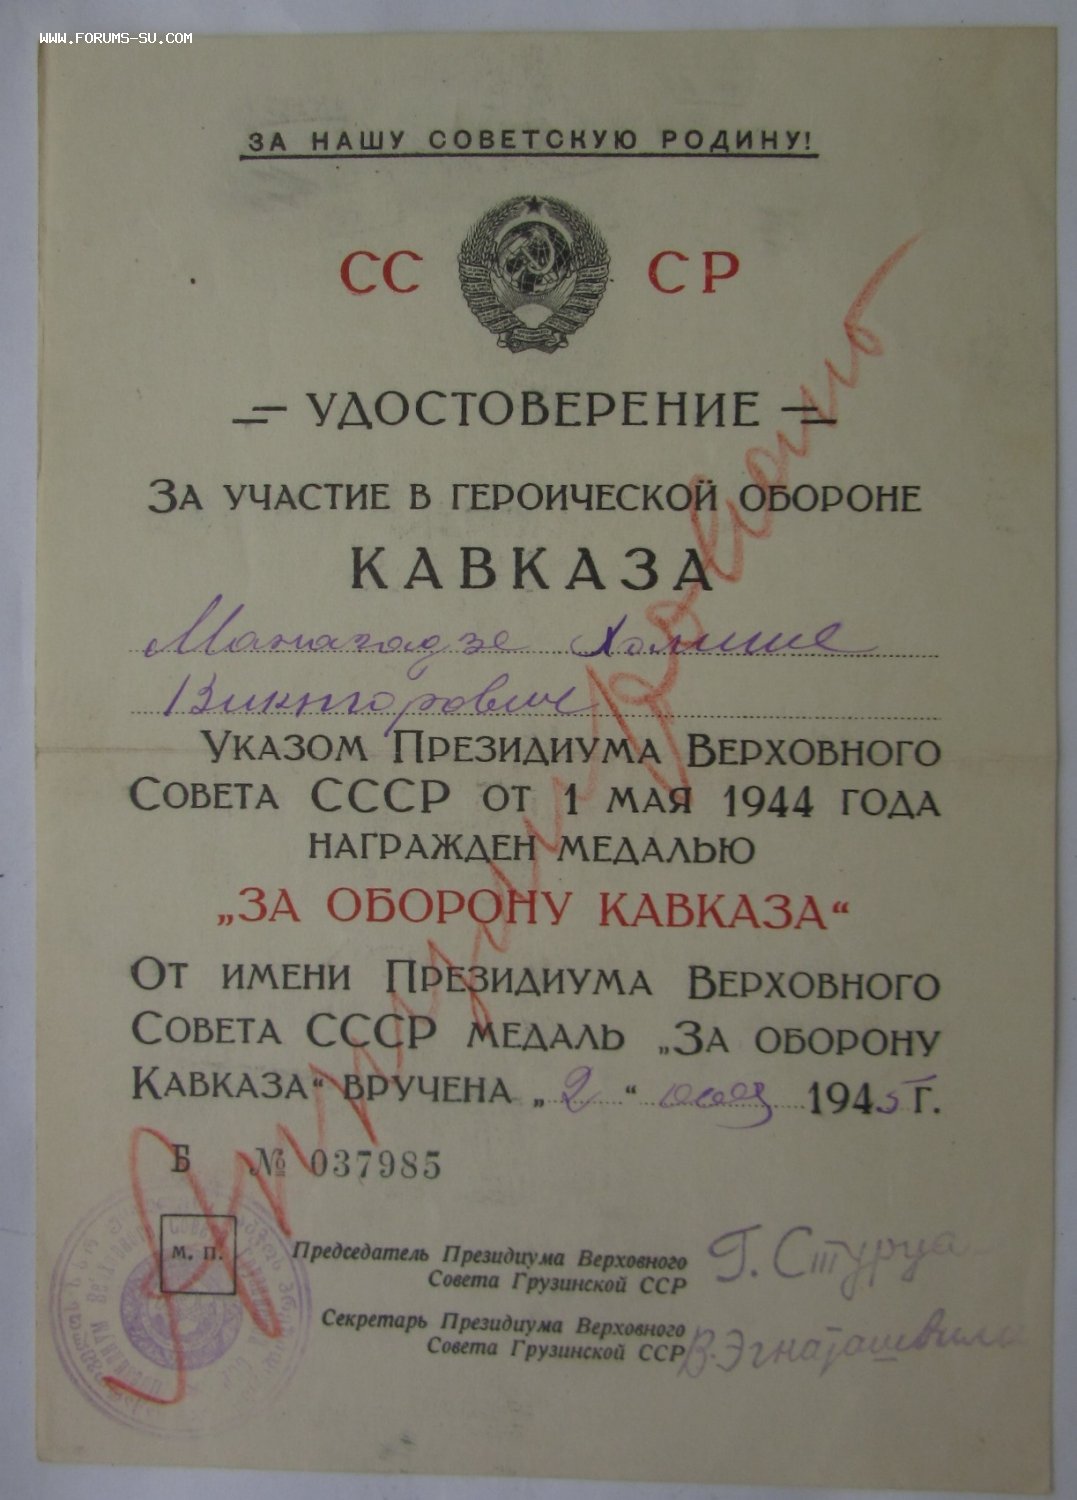 WWW.FORUMS-SU.COM
ЗА НАШУ СОВЕТСКУЮ РОДИНУ!
СС СР
УДОСТОВЕРЕНИЕ
ЗА УЧАСТИЕ В ГЕРОИЧЕСКОЙ ОБОРОНЕ
КАВКАЗА
Манагадзе
Викторович
УКАЗОМ ПРЕЗИДИУМА ВЕРХОВНОГО
СОВЕТА СССР ОТ 1 МАЯ 1944 ГОДА
НАГРАЖДЕН МЕДАЛЬЮ
„ЗА ОБОРОНУ КАВКАЗА“
ОТ ИМЕНИ ПРЕЗИДИУМА ВЕРХОВНОГО
СОВЕТА СССР МЕДАЛЬ „ЗА ОБОРОНУ
КАВКАЗА“ ВРУЧЕНА „2“ 1945 Г.
Б № 037985
М. П.
Председатель Президиума Верховного
Совета Грузинской ССР
Г. Стуруа
Секретарь Президиума Верховного
Совета Грузинской ССР
В. Эгнаташвили